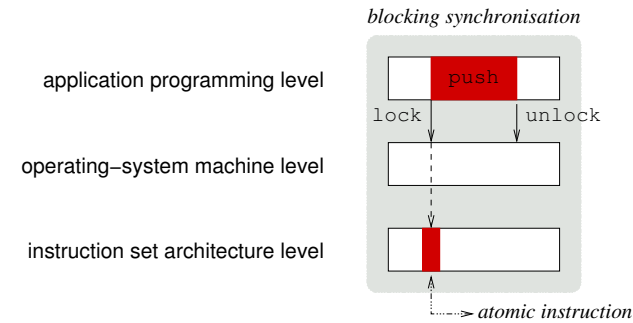 blocking synchronisation
application programming level
push
lock
unlock
operating−system machine level
instruction set architecture level
atomic instruction